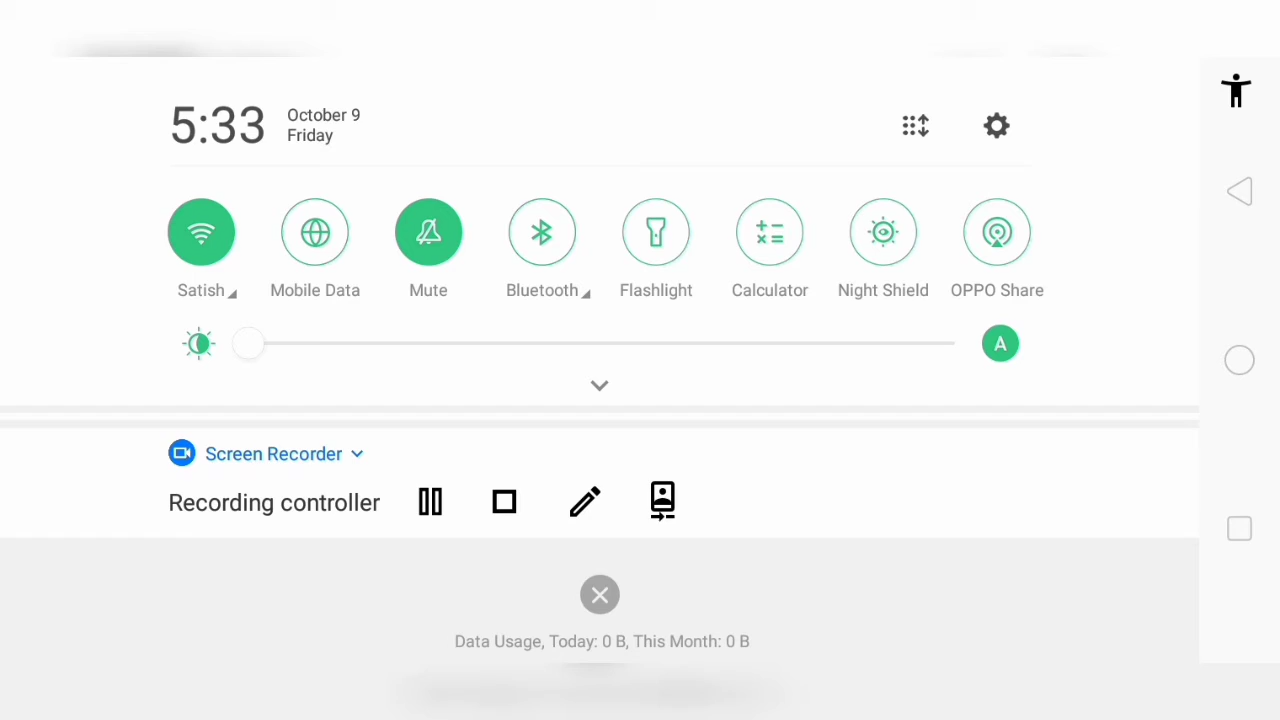 5:33
October 9
Friday
Satish
Mobile Data
Mute
Bluetooth
Flashlight
Calculator
Night Shield
OPPO Share
A
Screen Recorder
Recording controller
Data Usage, Today: 0 B, This Month: 0 B